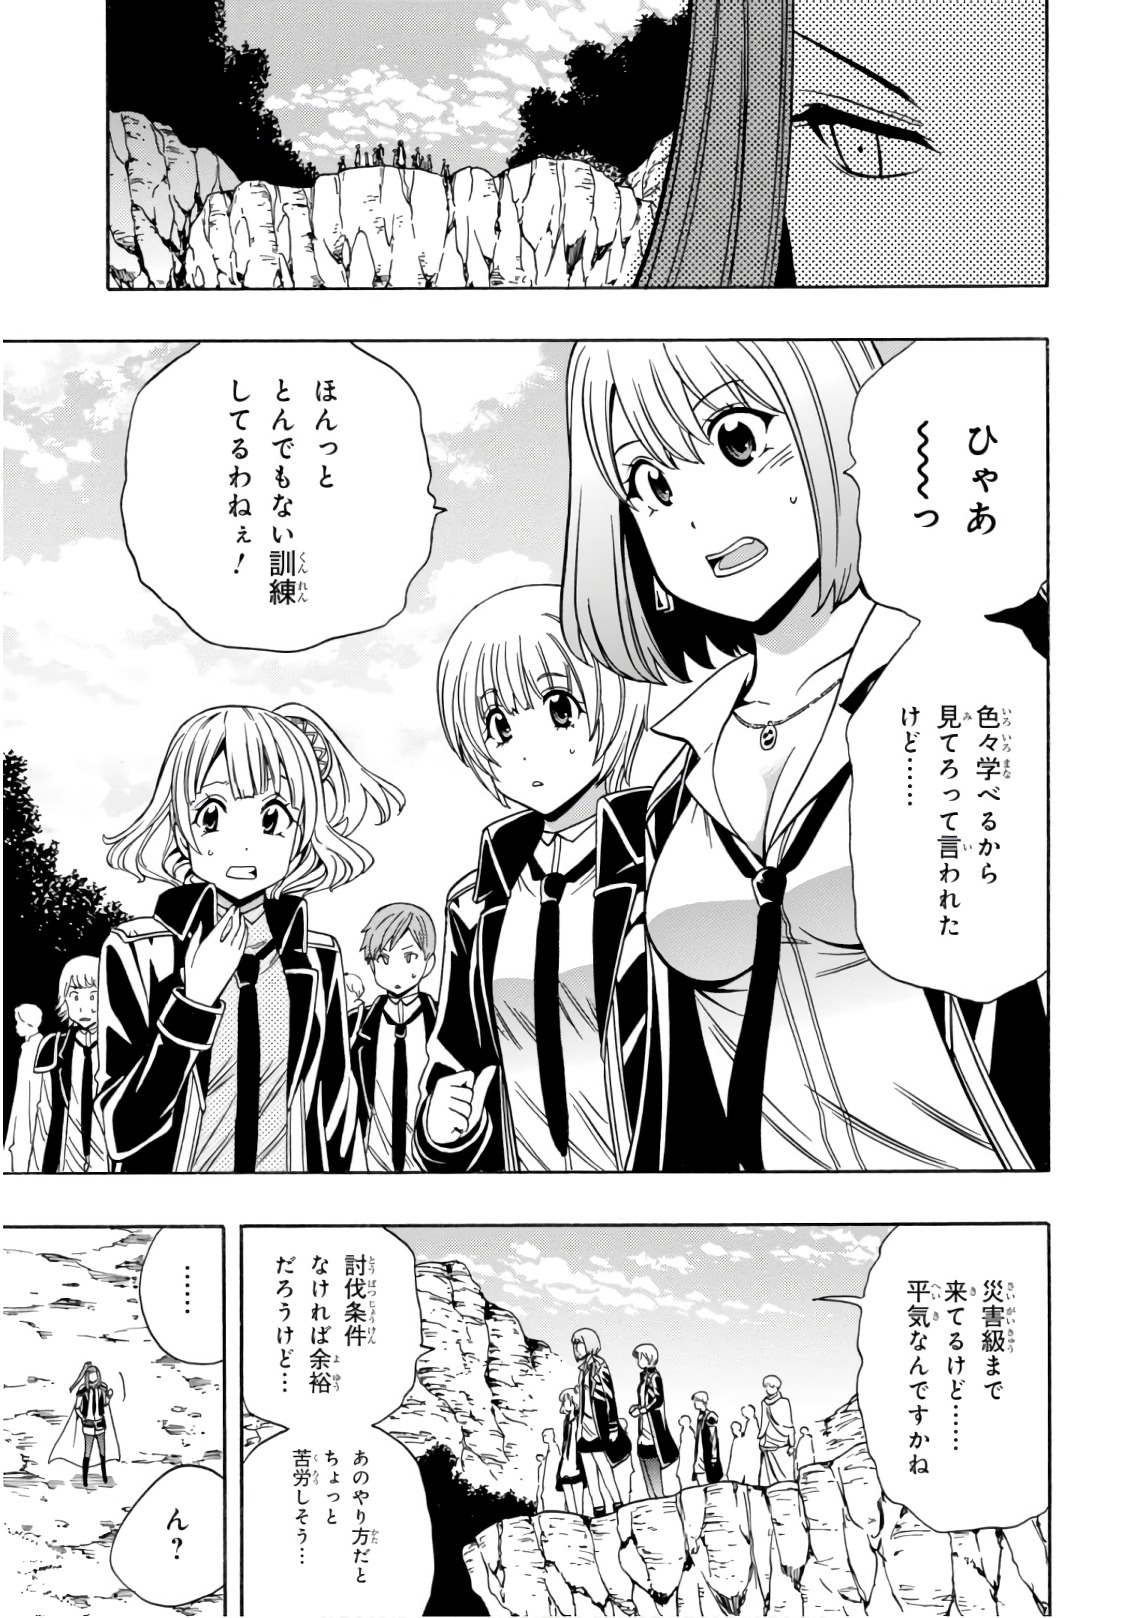 ひゃあ
〜〜〜っ
色々学べるから
見てろって言われた
けど……
ほんっと
とんでもない訓練
してるわねぇ！
災害級まで
来てるけど……
平気なんですかね
討伐条件
なければ余裕
だろうけど…
あのやり方だと
ちょっと
苦労しそう…
……
ん？